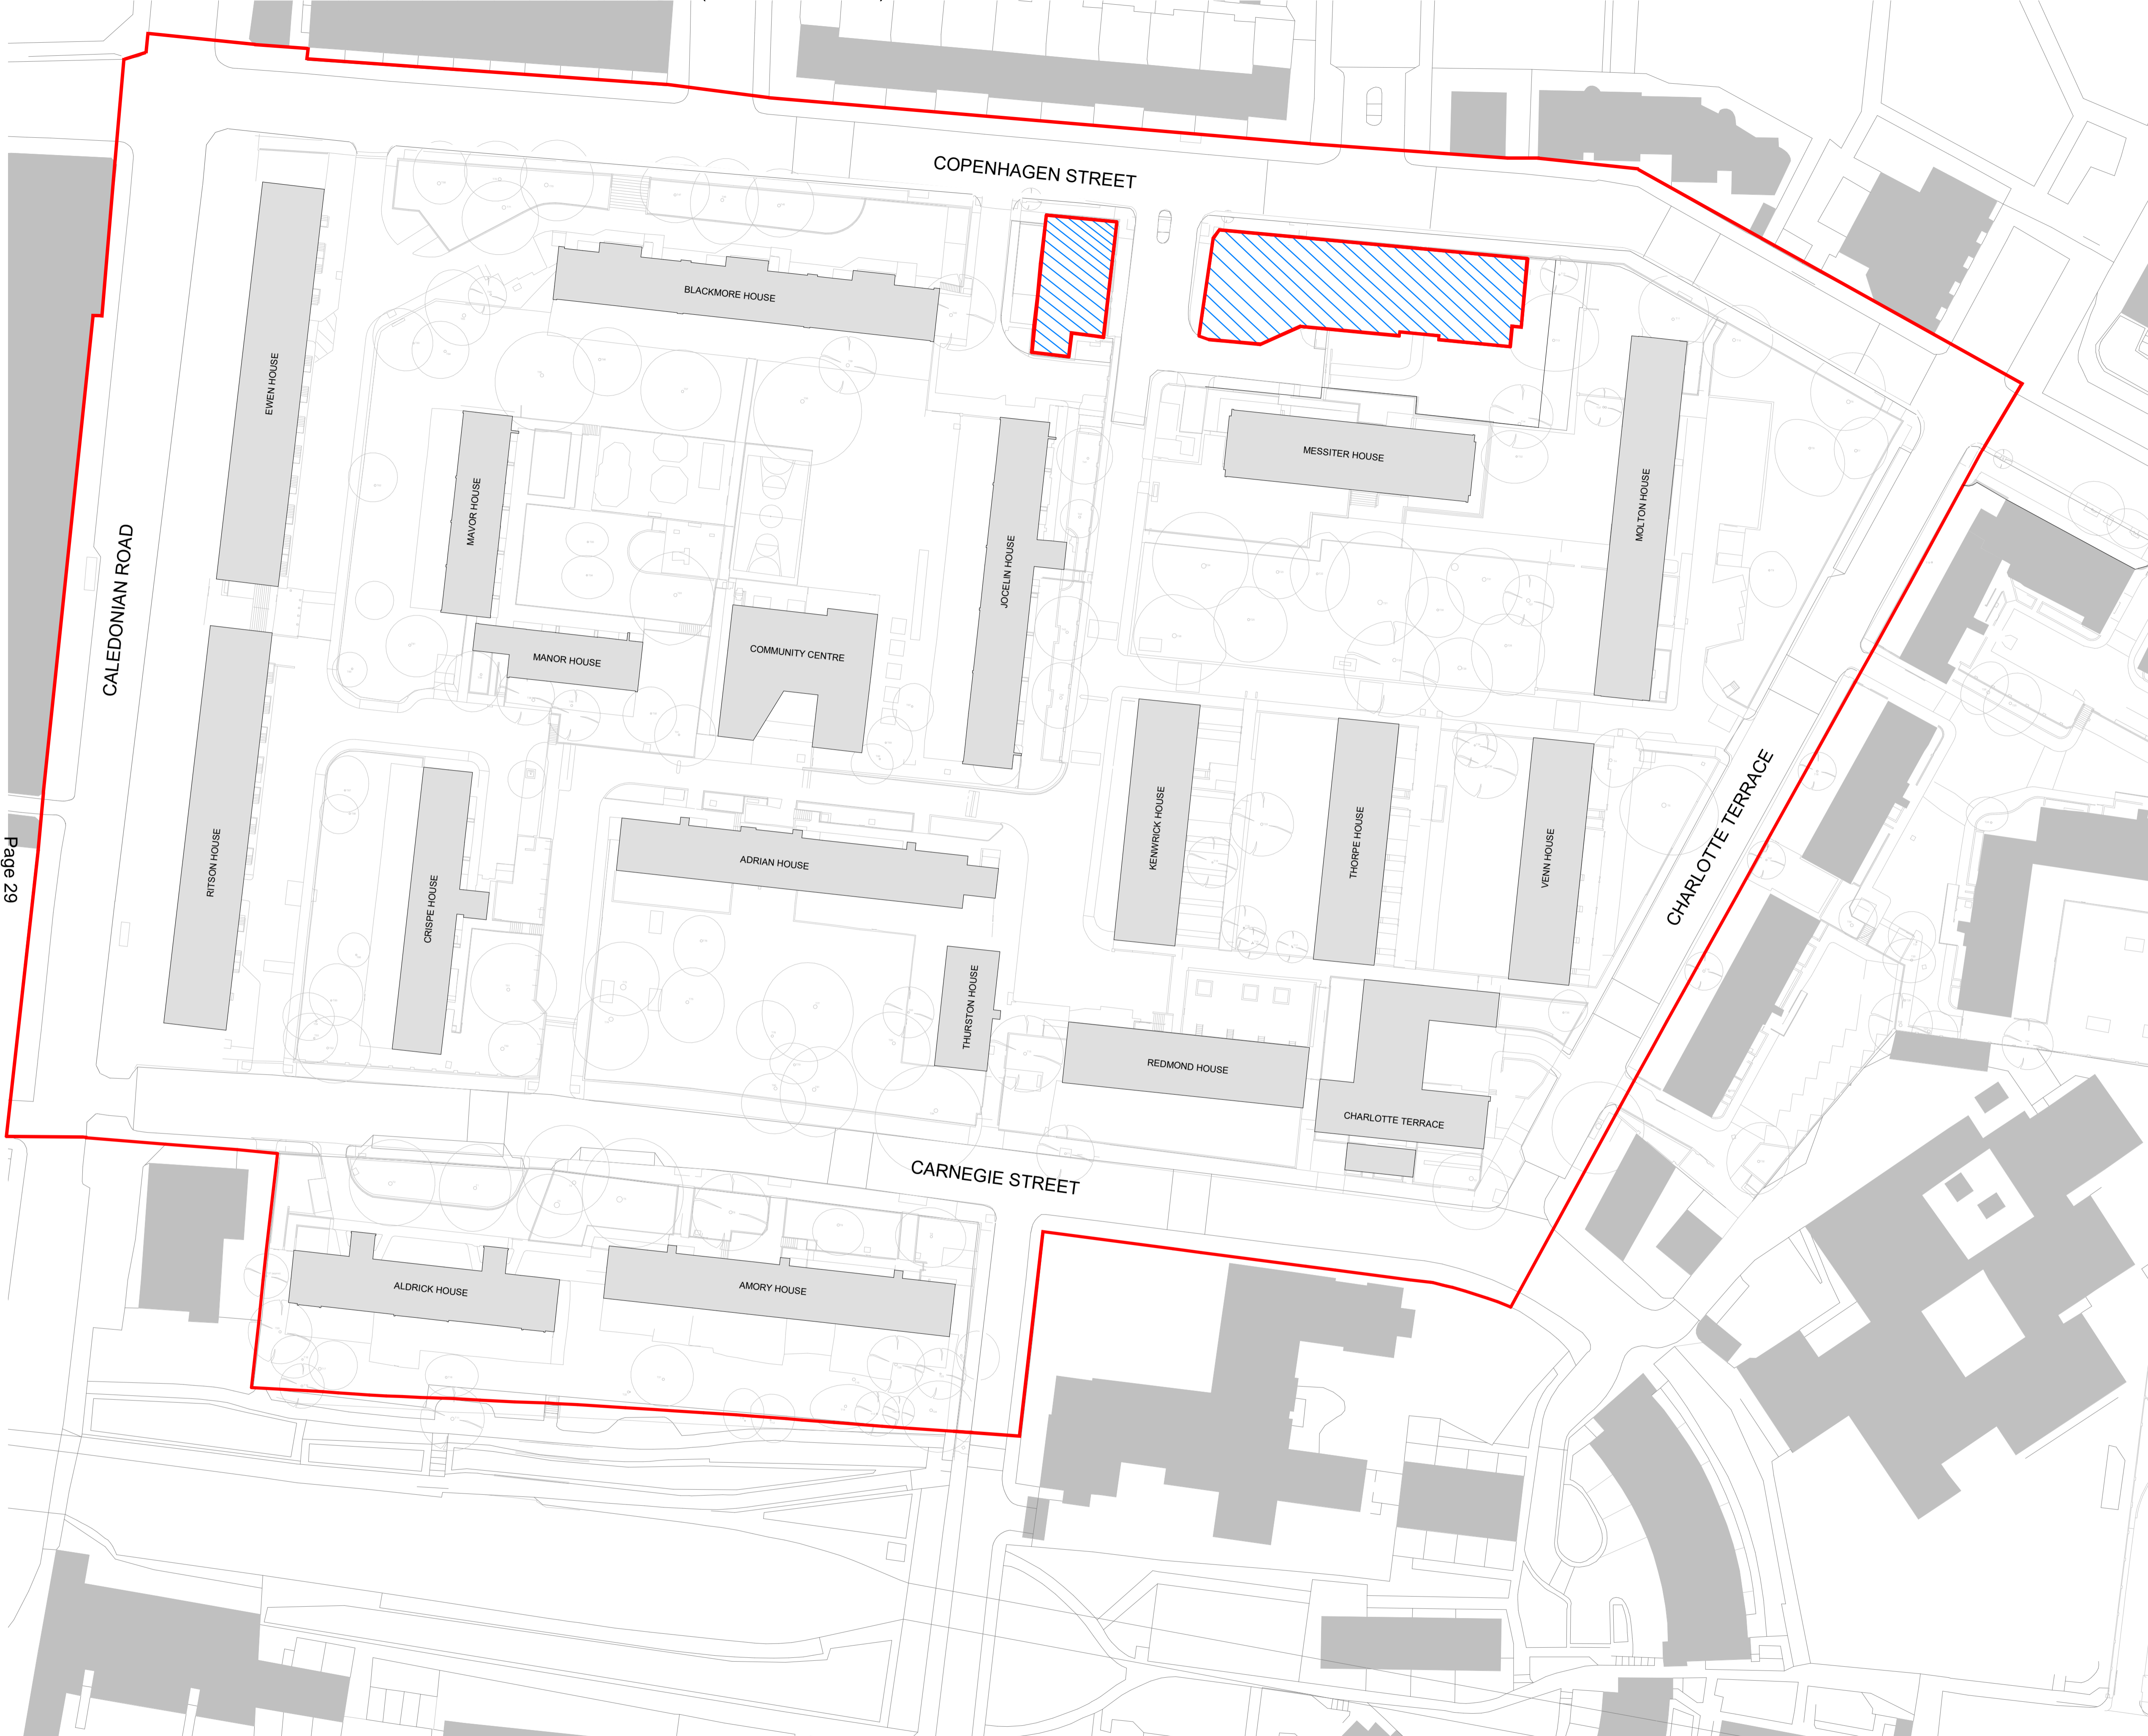 COPENHAGEN STREET
BLACKMORE HOUSE
EWEN HOUSE
MAVOR HOUSE
MESSITER HOUSE
MOLTON HOUSE
JOCELIN HOUSE
CALEDONIAN ROAD
MANOR HOUSE
COMMUNITY CENTRE
RITSON HOUSE
CRISPE HOUSE
ADRIAN HOUSE
KENWRICK HOUSE
THORPE HOUSE
VENN HOUSE
CHARLOTTE TERRACE
Page 29
THURSTON HOUSE
REDMOND HOUSE
CHARLOTTE TERRACE
CARNEGIE STREET
ALDRICK HOUSE
AMORY HOUSE